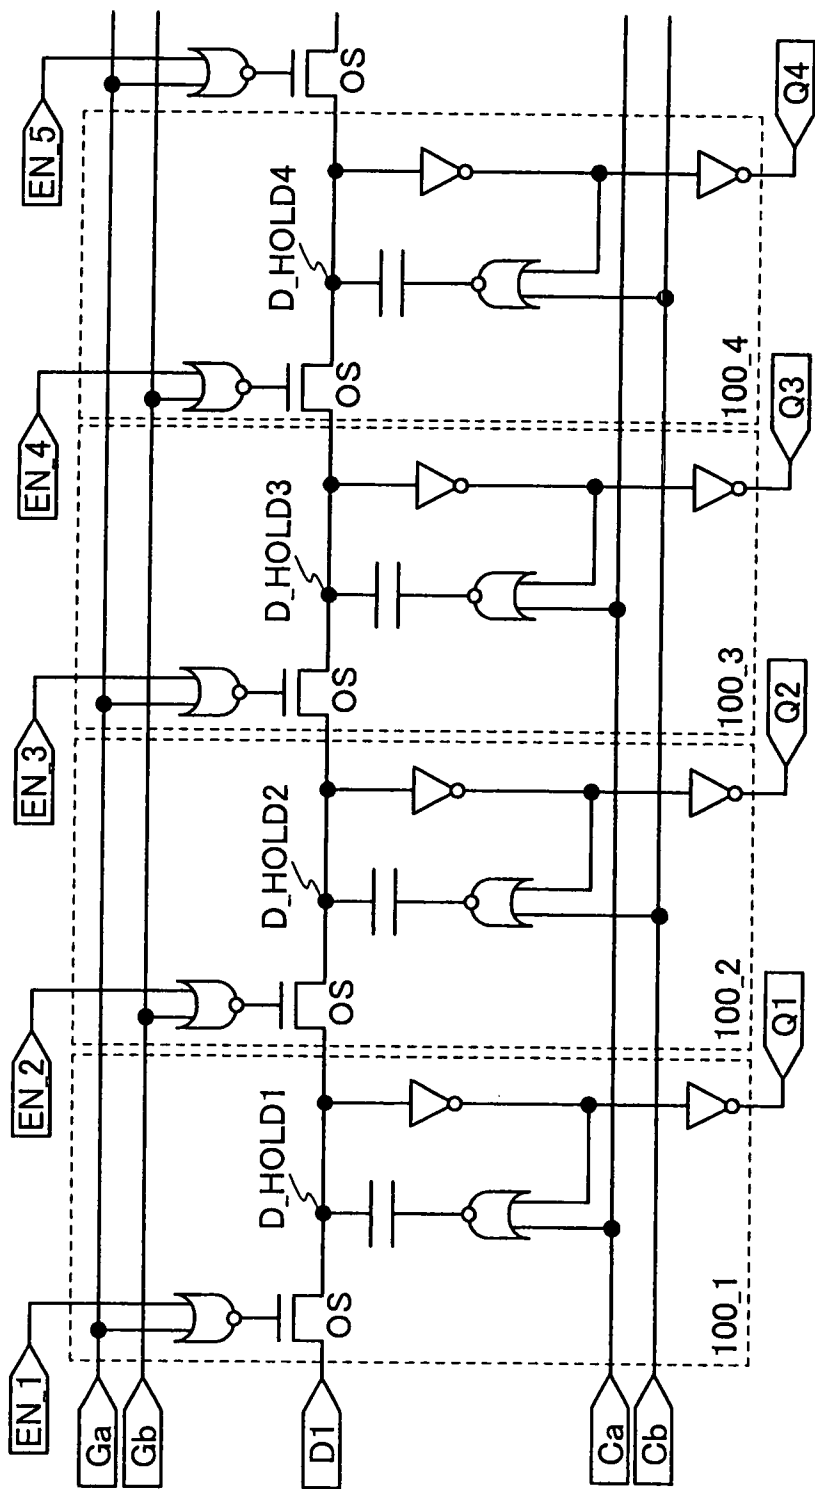 EN_1
EN_2
EN_3
EN_4
EN_5
Ga
Gb
OS
OS
OS
OS
OS
D1
D_HOLD1
D_HOLD2
D_HOLD3
D_HOLD4
Ca
Cb
100_1
100_2
100_3
100_4
Q1
Q2
Q3
Q4